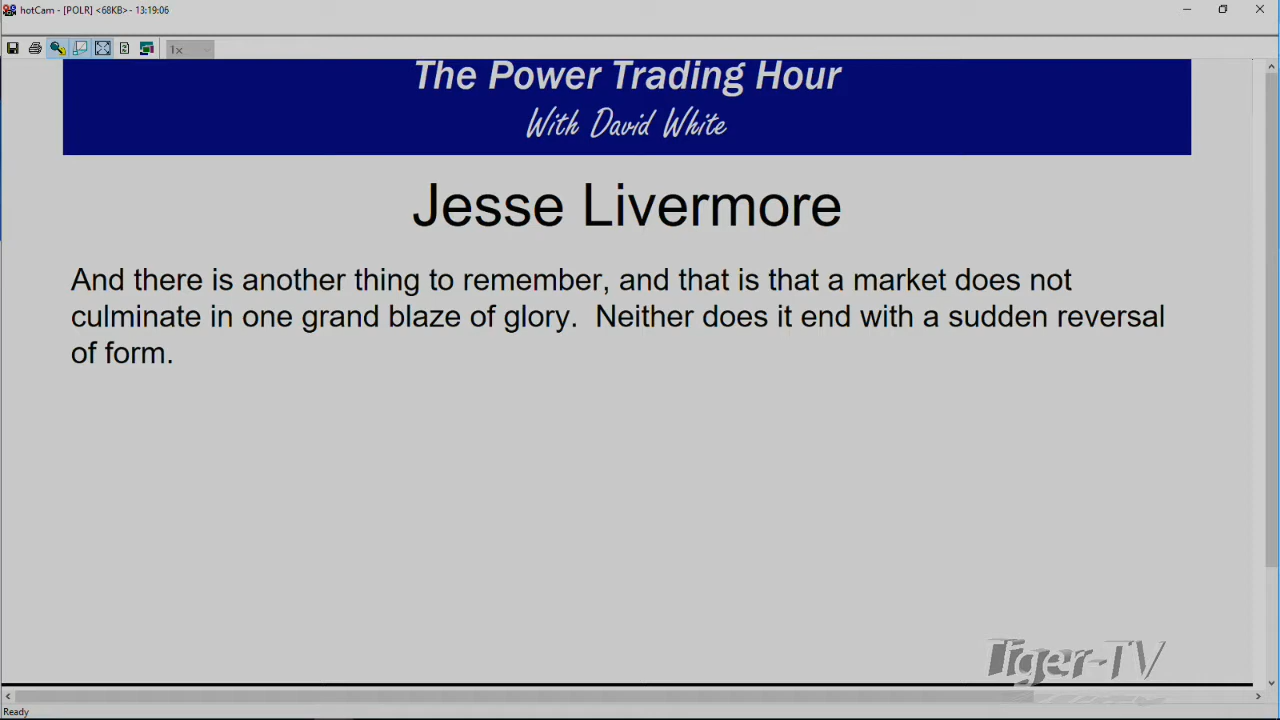 hotCam - [POLR] <68KB> - 13:19:06
1x
The Power Trading Hour
With David White
Jesse Livermore
And there is another thing to remember, and that is that a market does not
culminate in one grand blaze of glory.  Neither does it end with a sudden reversal
of form.
Tiger-TV
Ready